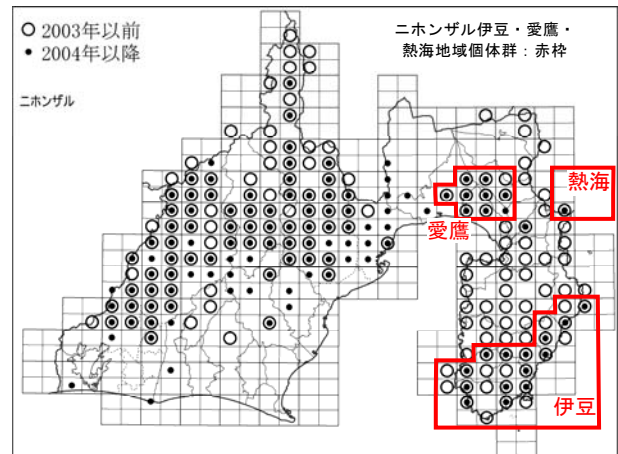 ○ 2003年以前
• 2004年以降
ニホンザル
ニホンザル伊豆・愛鷹・
熱海地域個体群：赤枠
熱海
愛鷹
伊豆